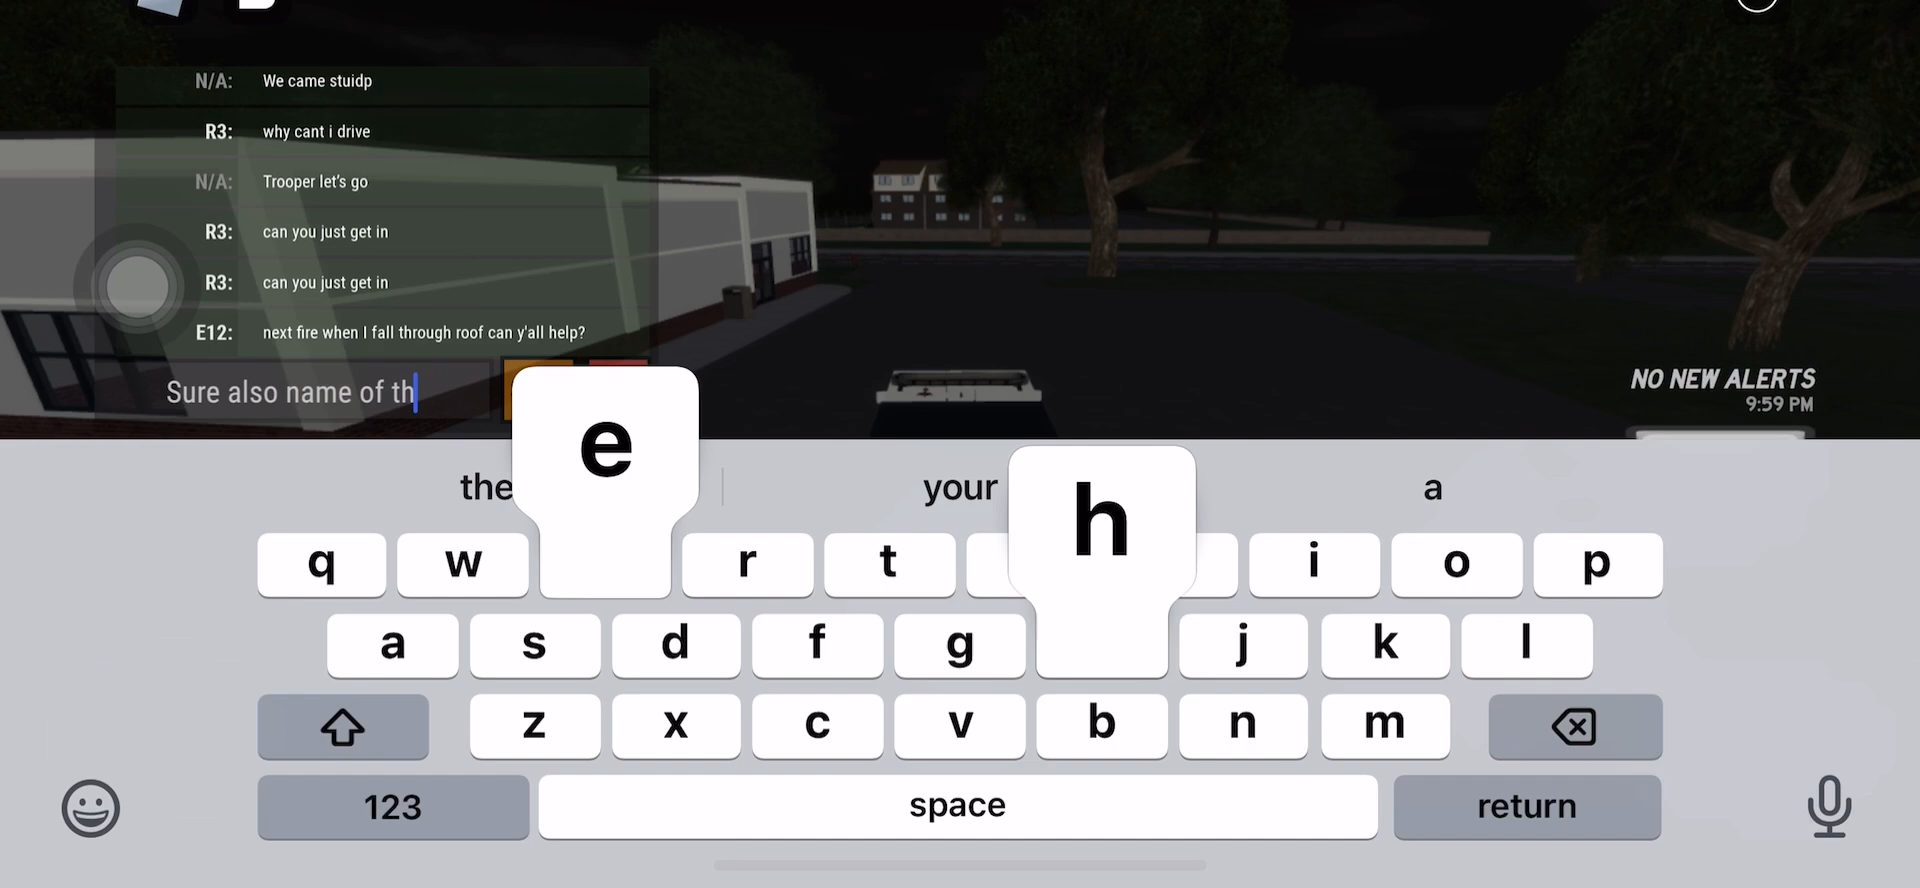 N/A: We came stuidp
R3: why cant i drive
N/A: Trooper let's go
R3: can you just get in
R3: can you just get in
E12: next fire when I fall through roof can y'all help?
Sure also name of th
NO NEW ALERTS
9:59 PM
the your a
e
h
q w r t i o p
a s d f g j k l
z x c v b n m
123 space return